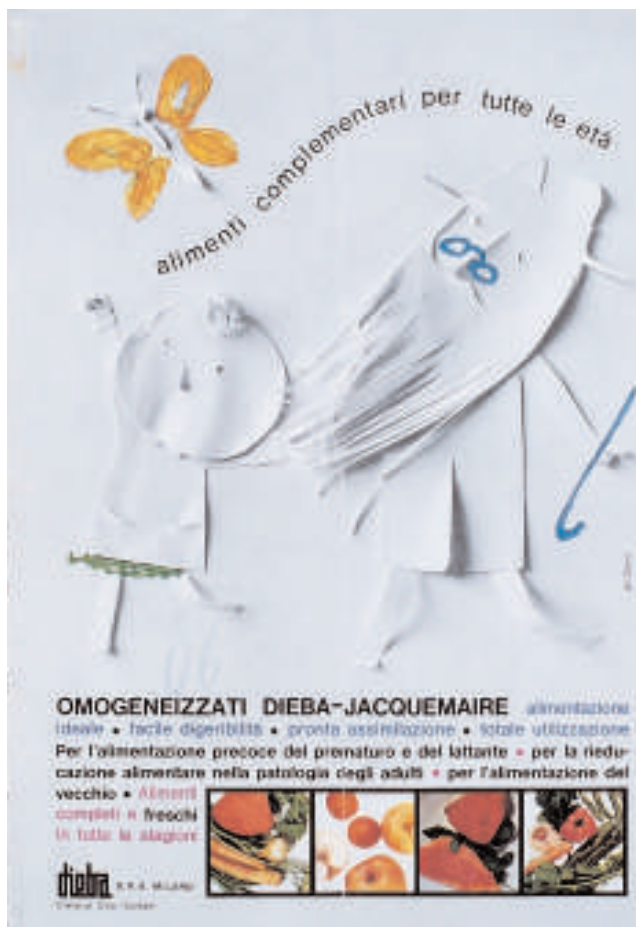 alimenti complementari per tutte le età
OMOGENEIZZATI DIEBA-JACQUEMAIRE alimentazione
ideale • facile digeribilità • pronta assimilazione • totale utilizzazione
Per l'alimentazione precoce del prematuro e del lattante • per la riedu-
cazione alimentare nella patologia degli adulti • per l'alimentazione del
vecchio • Alimenti
completi e freschi
in tutte le stagioni
dieba S.P.A. MILANO